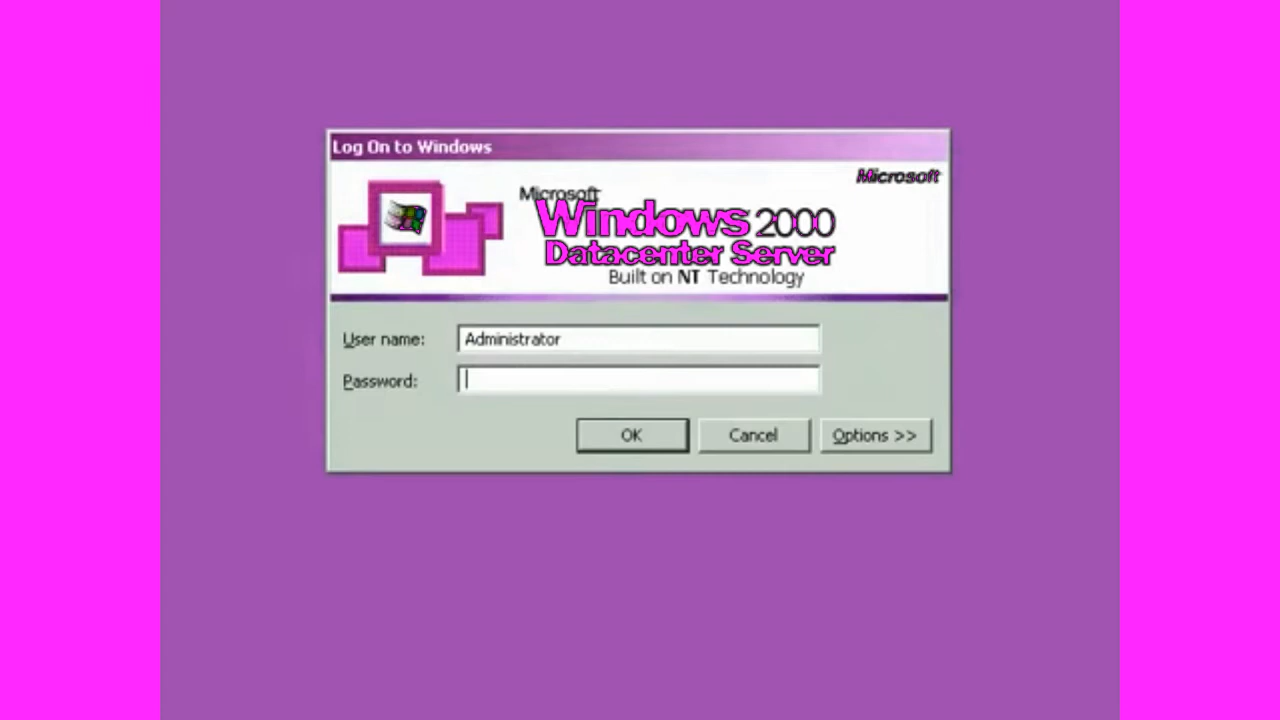 Log On to Windows
Microsoft
Microsoft
Windows 2000
Datacenter Server
Built on NT Technology
User name: Administrator
Password:
OK Cancel Options >>